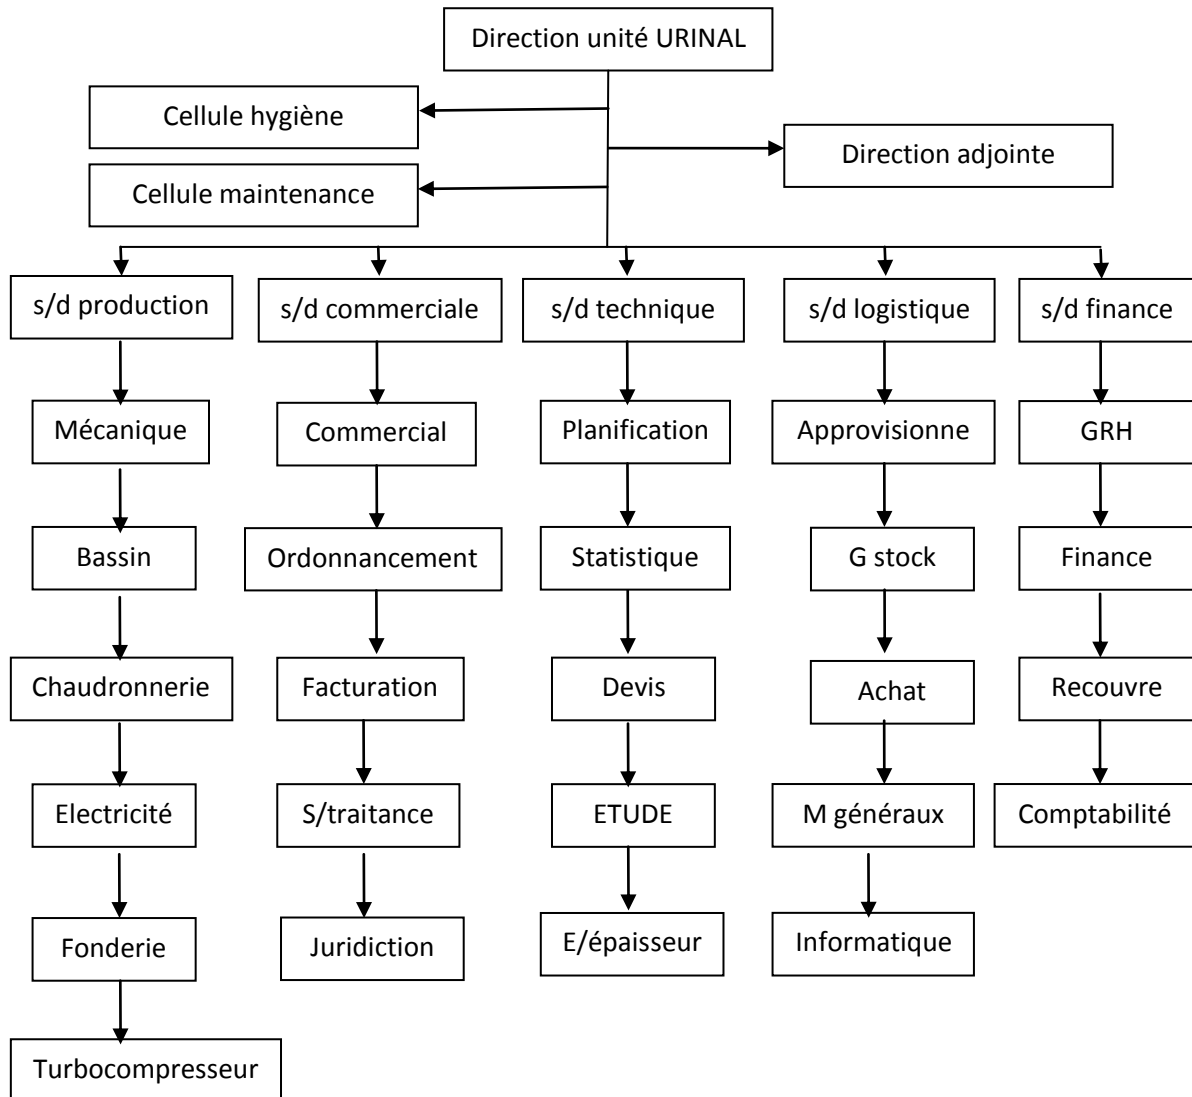 Direction unité URINAL
Cellule hygiène
Direction adjointe
Cellule maintenance
s/d production
s/d commerciale
s/d technique
s/d logistique
s/d finance
Mécanique
Commercial
Planification
Approvisionne
GRH
Bassin
Ordonnancement
Statistique
G stock
Finance
Chaudronnerie
Facturation
Devis
Achat
Recouvre
Electricité
S/traitance
ETUDE
M généraux
Comptabilité
Fonderie
Juridiction
E/épaisseur
Informatique
Turbocompresseur